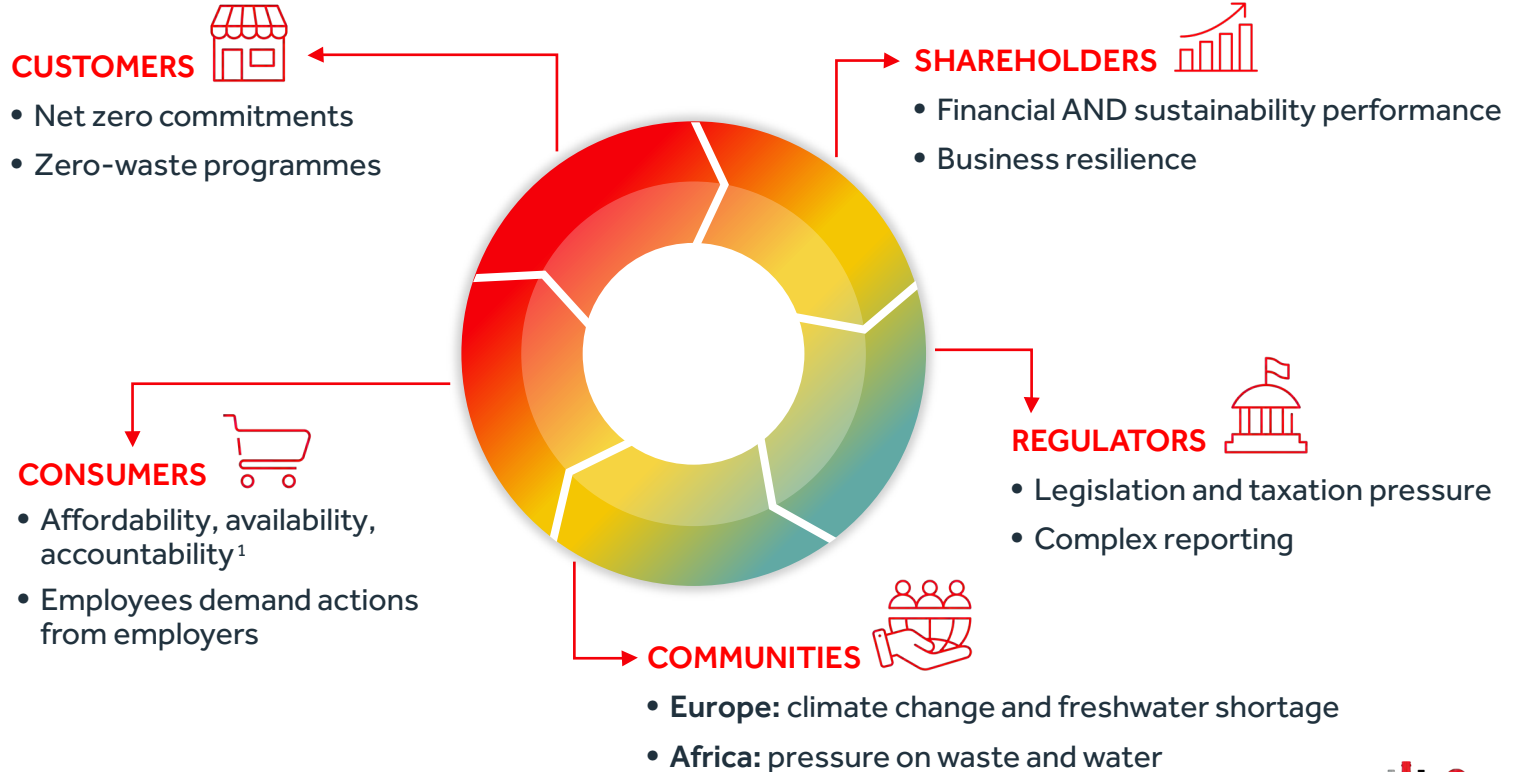 CUSTOMERS
• Net zero commitments
• Zero-waste programmes
SHAREHOLDERS
• Financial AND sustainability performance
• Business resilience
REGULATORS
• Legislation and taxation pressure
• Complex reporting
CONSUMERS
• Affordability, availability,
accountability¹
• Employees demand actions
from employers
COMMUNITIES
• Europe: climate change and freshwater shortage
• Africa: pressure on waste and water